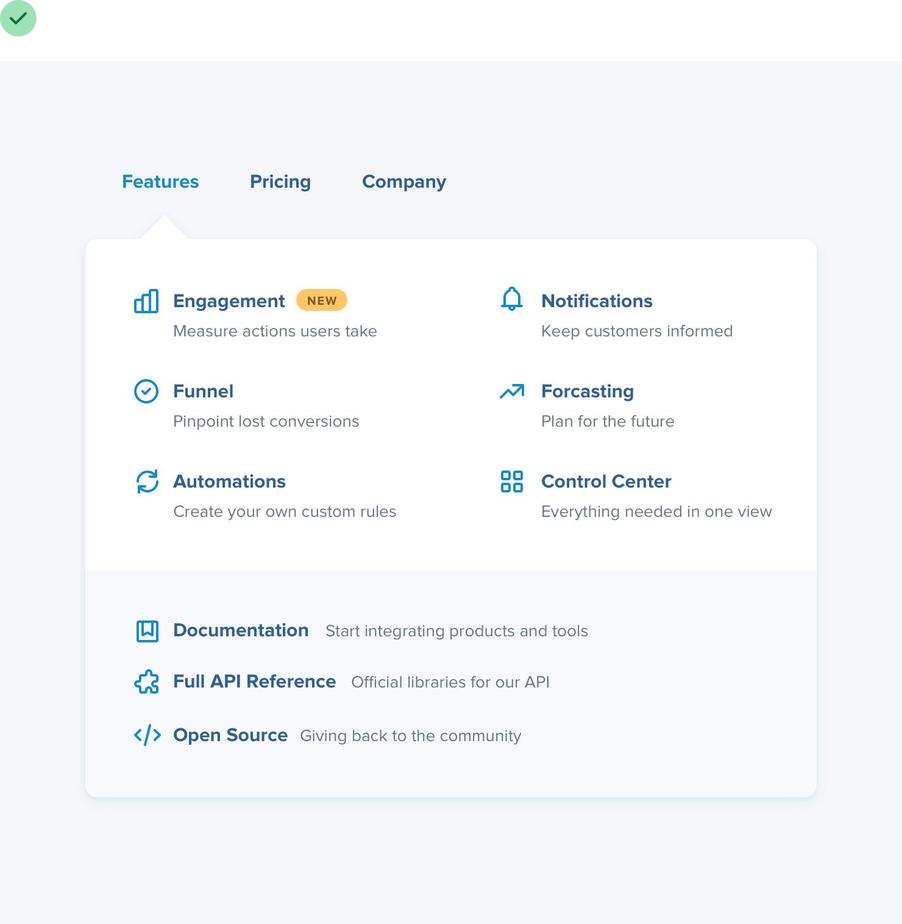 Features Pricing Company
Engagement NEW
Measure actions users take
Notifications
Keep customers informed
Funnel
Pinpoint lost conversions
Forcasting
Plan for the future
Automations
Create your own custom rules
Control Center
Everything needed in one view
Documentation Start integrating products and tools
Full API Reference Official libraries for our API
Open Source Giving back to the community